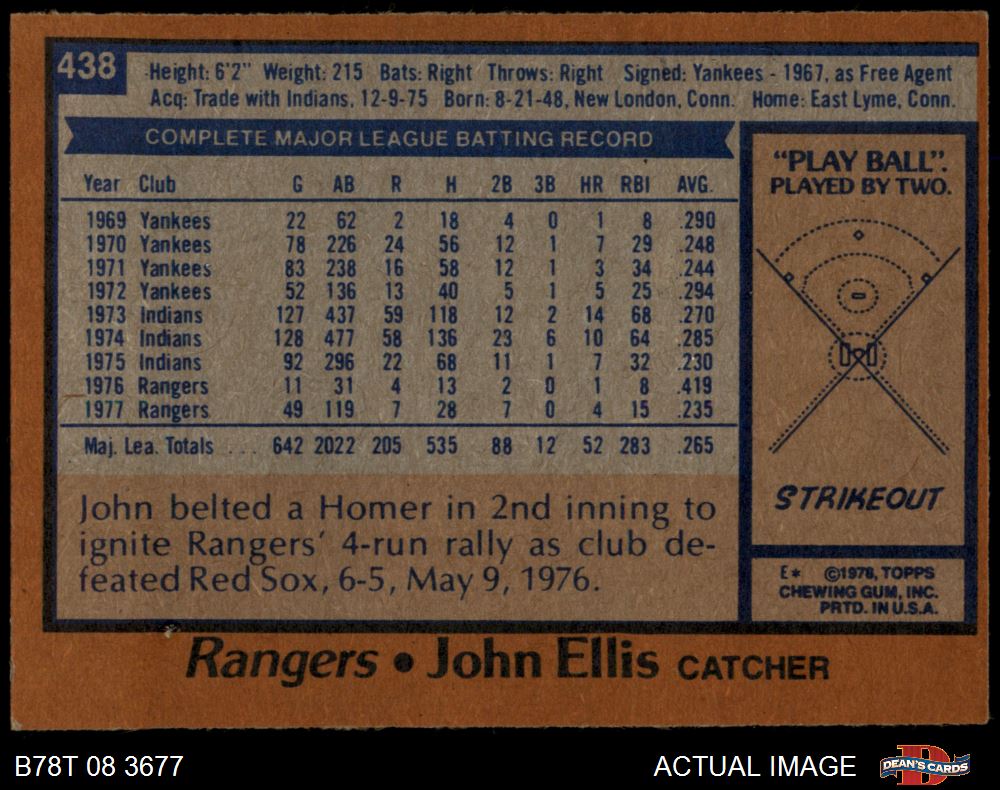 438
Height: 6'2" Weight: 215 Bats: Right Throws: Right Signed: Yankees - 1967, as Free Agent
Acq: Trade with Indians, 12-9-75 Born: 8-21-48, New London, Conn. Home: East Lyme, Conn.
COMPLETE MAJOR LEAGUE BATTING RECORD
Year Club G AB R H 2B 3B HR RBI AVG.
1969 Yankees 22 62 2 18 4 0 1 8 .290
1970 Yankees 78 226 24 56 12 1 7 29 .248
1971 Yankees 83 238 16 58 12 1 3 34 .244
1972 Yankees 52 136 13 40 5 1 5 25 .294
1973 Indians 127 437 59 118 12 2 14 68 .270
1974 Indians 128 477 58 136 23 6 10 64 .285
1975 Indians 92 296 22 68 11 1 7 32 .230
1976 Rangers 11 31 4 13 2 0 1 8 .419
1977 Rangers 49 119 7 28 7 0 4 15 .235
Maj. Lea. Totals ... 642 2022 205 535 88 12 52 283 .265
John belted a Homer in 2nd inning to
ignite Rangers' 4-run rally as club de-
feated Red Sox, 6-5, May 9, 1976.
"PLAY BALL".
PLAYED BY TWO.
STRIKEOUT
E* ©1978, TOPPS
CHEWING GUM, INC.
PRTD. IN U.S.A.
Rangers • John Ellis CATCHER
B78T 08 3677
ACTUAL IMAGE
D
DEAN'S CARDS